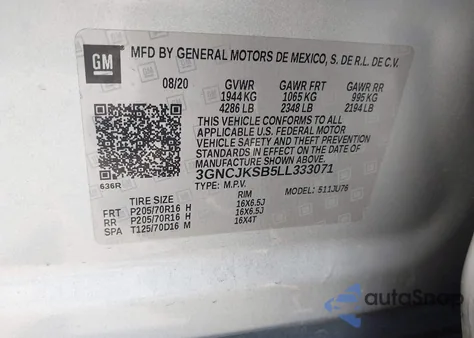 GM
MFD BY GENERAL MOTORS DE MEXICO, S. DE R.L. DE C.V.
08/20 GVWR GAWR FRT GAWR RR
1944 KG 1065 KG 995 KG
4286 LB 2348 LB 2194 LB
THIS VEHICLE CONFORMS TO ALL
APPLICABLE U.S. FEDERAL MOTOR
VEHICLE SAFETY AND THEFT PREVENTION
STANDARDS IN EFFECT ON THE DATE OF
MANUFACTURE SHOWN ABOVE.
3GNCJKSB5LL333071
636R TYPE: M.P.V. MODEL: 511JU76
TIRE SIZE RIM
FRT P205/70R16 H 16X6.5J
RR P205/70R16 H 16X6.5J
SPA T125/70D16 M 16X4T
autoSnap